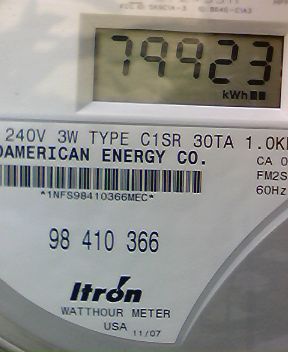 79923
kWh
240V 3W TYPE C1SR 30TA 1.0K
AMERICAN ENERGY CO.
CA 0
FM2S
60Hz
*1NFS98410366MEC*
98 410 366
Itron
WATTHOUR METER
USA 11/07